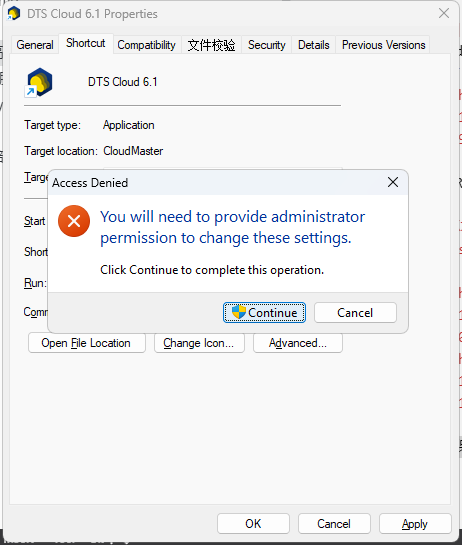 DTS Cloud 6.1 Properties
General Shortcut Compatibility 文件校验 Security Details Previous Versions
DTS Cloud 6.1
Target type: Application
Target location: CloudMaster
Access Denied
Start
You will need to provide administrator
permission to change these settings.
Short
Click Continue to complete this operation.
Run:
Continue Cancel
Open File Location Change Icon... Advanced...
OK Cancel Apply